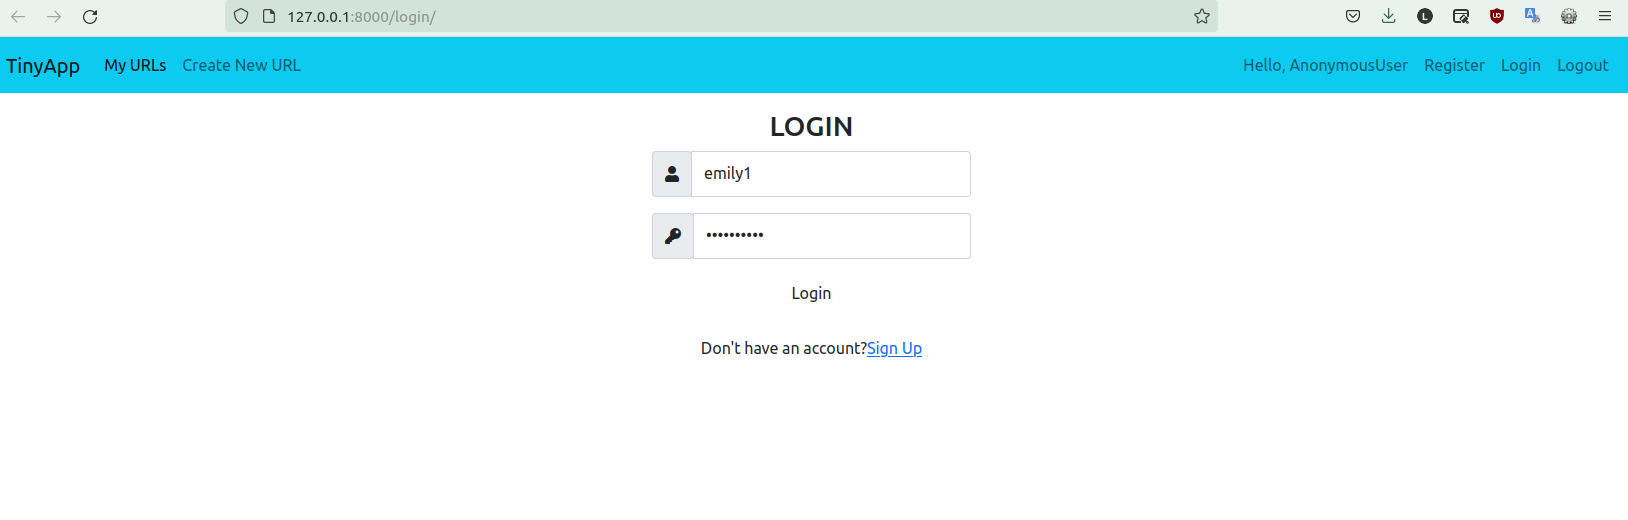 127.0.0.1:8000/login/
TinyApp My URLs Create New URL Hello, AnonymousUser Register Login Logout
LOGIN
emily1
••••••••••
Login
Don't have an account?Sign Up